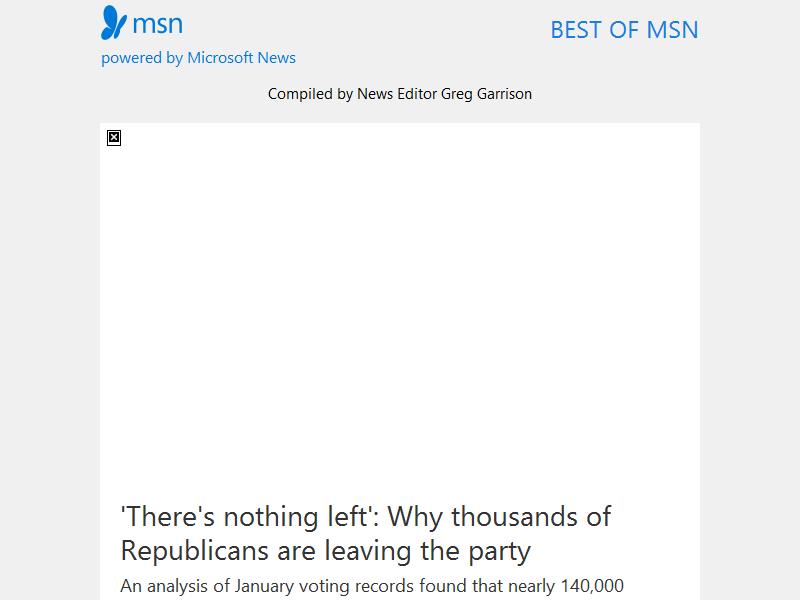 msn
BEST OF MSN
powered by Microsoft News
Compiled by News Editor Greg Garrison
'There's nothing left': Why thousands of
Republicans are leaving the party
An analysis of January voting records found that nearly 140,000